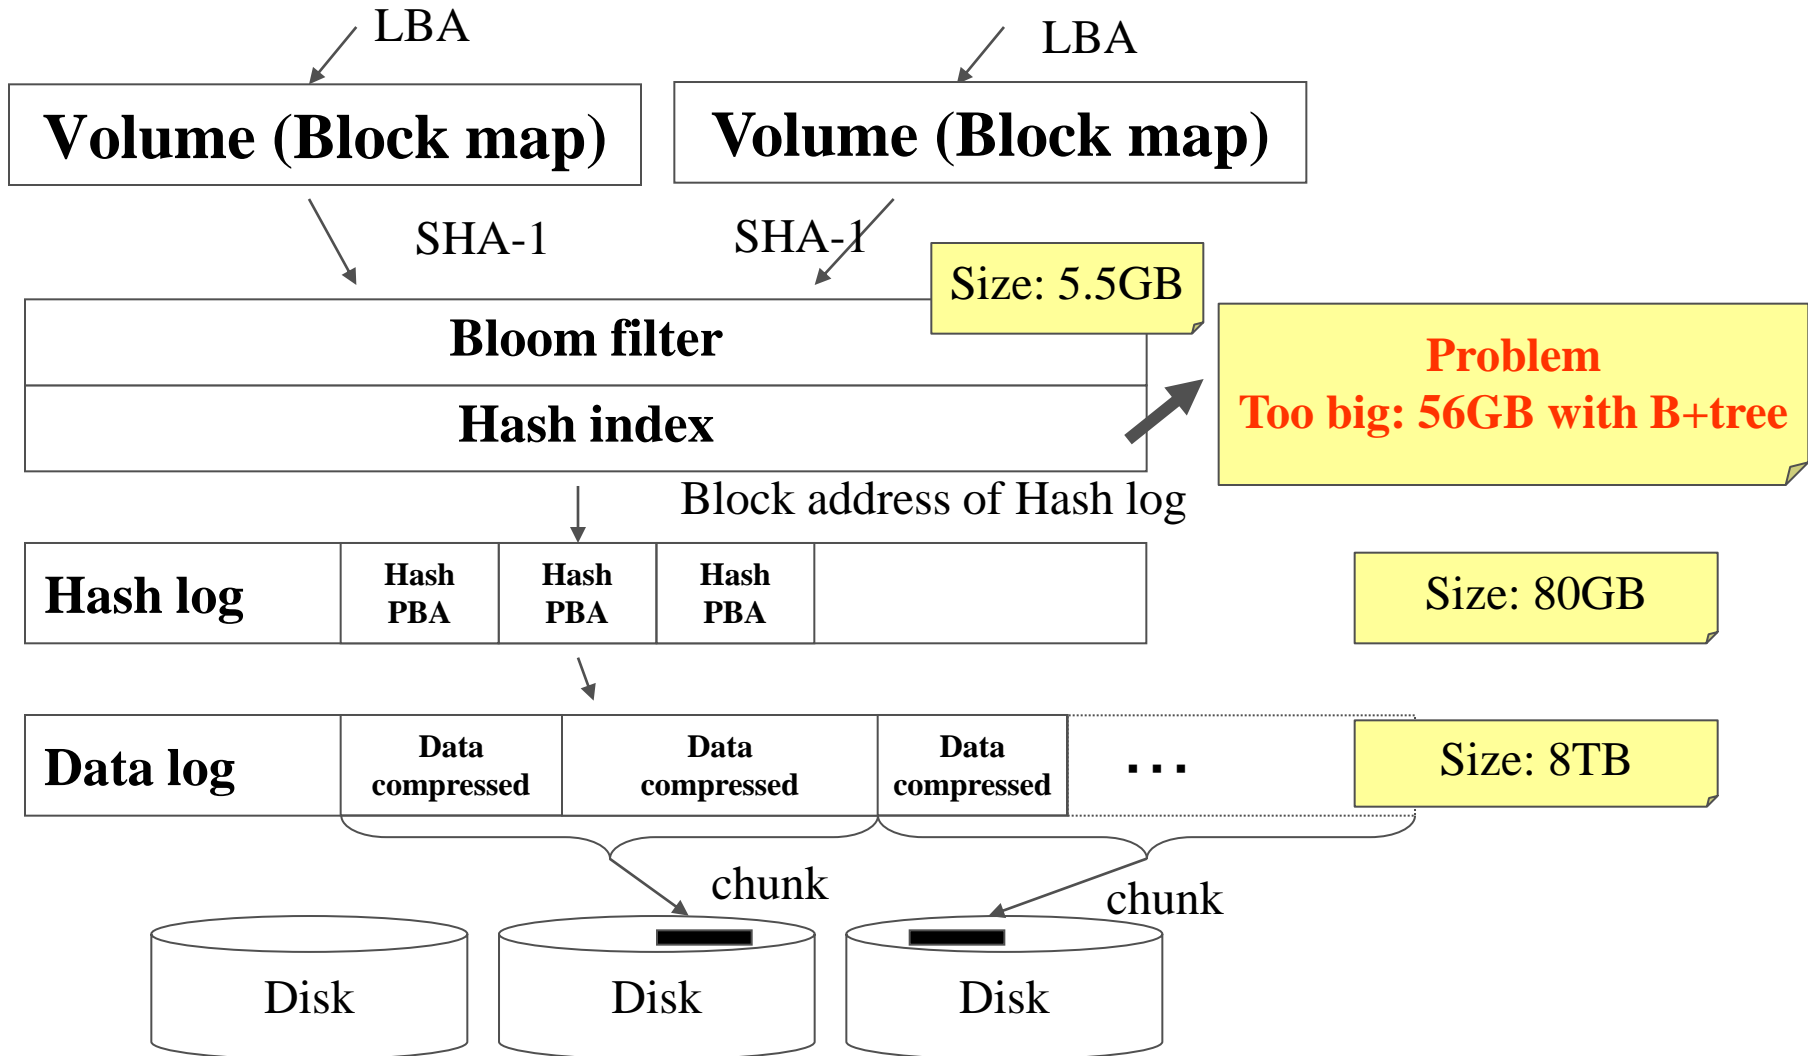 LBA
LBA
Volume (Block map)
Volume (Block map)
SHA-1
SHA-1
Size: 5.5GB
Bloom filter
Problem
Too big: 56GB with B+tree
Hash index
Block address of Hash log
Hash log
Hash
PBA
Hash
PBA
Hash
PBA
Size: 80GB
Data log
Data
compressed
Data
compressed
Data
compressed
...
Size: 8TB
chunk
chunk
Disk
Disk
Disk